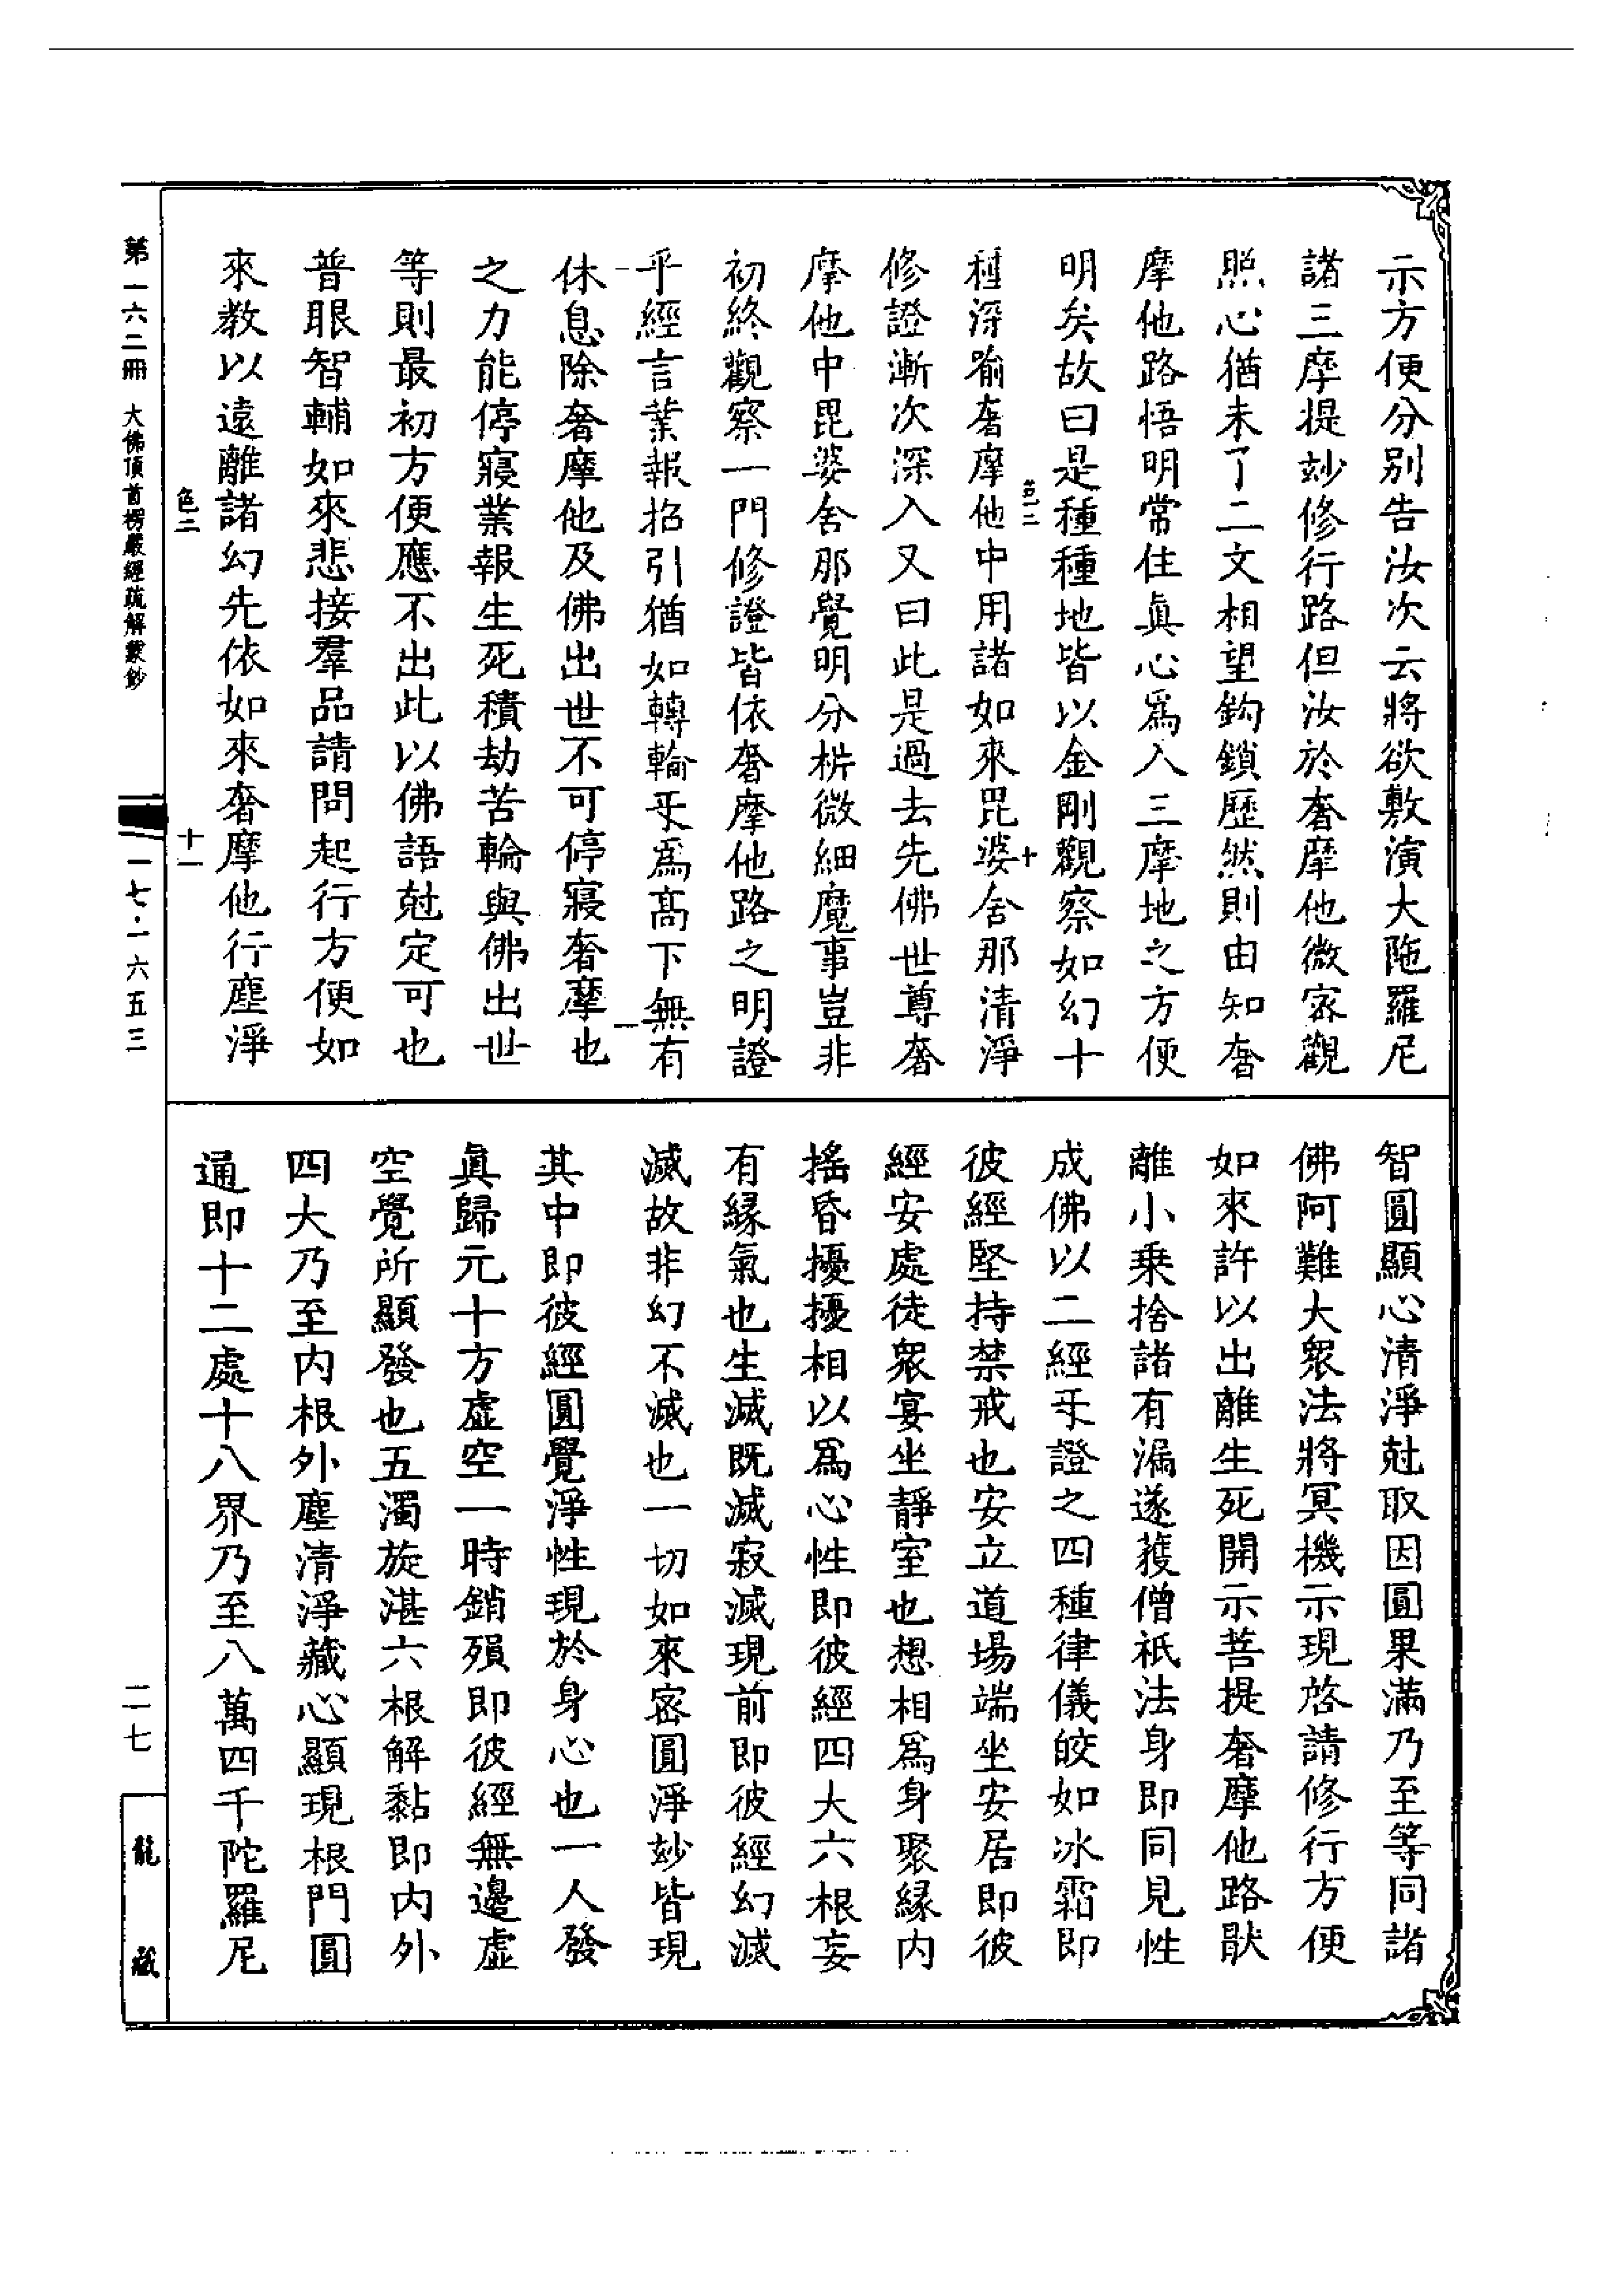 示方便分别告汝次云將欲敷演大陁羅尼
諸三摩提玅修行路但汝於奢摩他微宻觀
照心猶未了二文相望鈎鎖歷然則由知奢
摩他路悟明常住眞心爲入三摩地之方便
明矣故曰是種種地皆以金剛觀察如幻十
種深喻奢摩他中用諸如來毘婆舍那清淨
修證漸次深入又曰此是過去先佛世尊奢
摩他中毘婆舍那覺明分枿微細魔事豈非
初終觀察一門修證皆依奢摩他路之明證
乎經言業報招引猶如轉輪㸦爲髙下無有
休息除奢摩他及佛出世不可停寢奢摩也
之力能停寢業報生死積劫苦輪與佛出世
等則最初方便應不出此以佛語尅定可也
普眼智輔如來悲接羣品請問起行方便如
來教以遠離諸幻先依如來奢摩他行塵淨
色二
十
色二
十一
智圓顯心清淨尅取因圓果滿乃至等同諸
佛阿難大衆法將冥機示現啓請修行方便
如來許以出離生死開示菩提奢摩他路猒
離小乗捨諸有漏遂蒦僧祇法身即同見性
成佛以二經㸦證之四種律儀皎如冰霜即
彼經堅持禁戒也安立道場端坐安居即彼
經安處徒衆宴坐靜室也想相爲身聚緣内
摇昏擾擾相以爲心性即彼經四大六根妄
有緣氣也生滅既滅寂滅現前即彼經幻滅
滅故非幻不滅也一切如來宻圓淨玅皆現
其中即彼經圓覺淨性現於身心也一人發
眞歸元十方虛空一時銷殞即彼經無邊虛
空覺所顯發也五濁旋湛六根解黏即内外
四大乃至内根外塵清淨藏心顯現根門圓
通即十二處十八界乃至八萬四千陀羅尼
第一六二冊 大佛頂首楞嚴經疏解蒙鈔
一七·一六五三
二七
龍藏